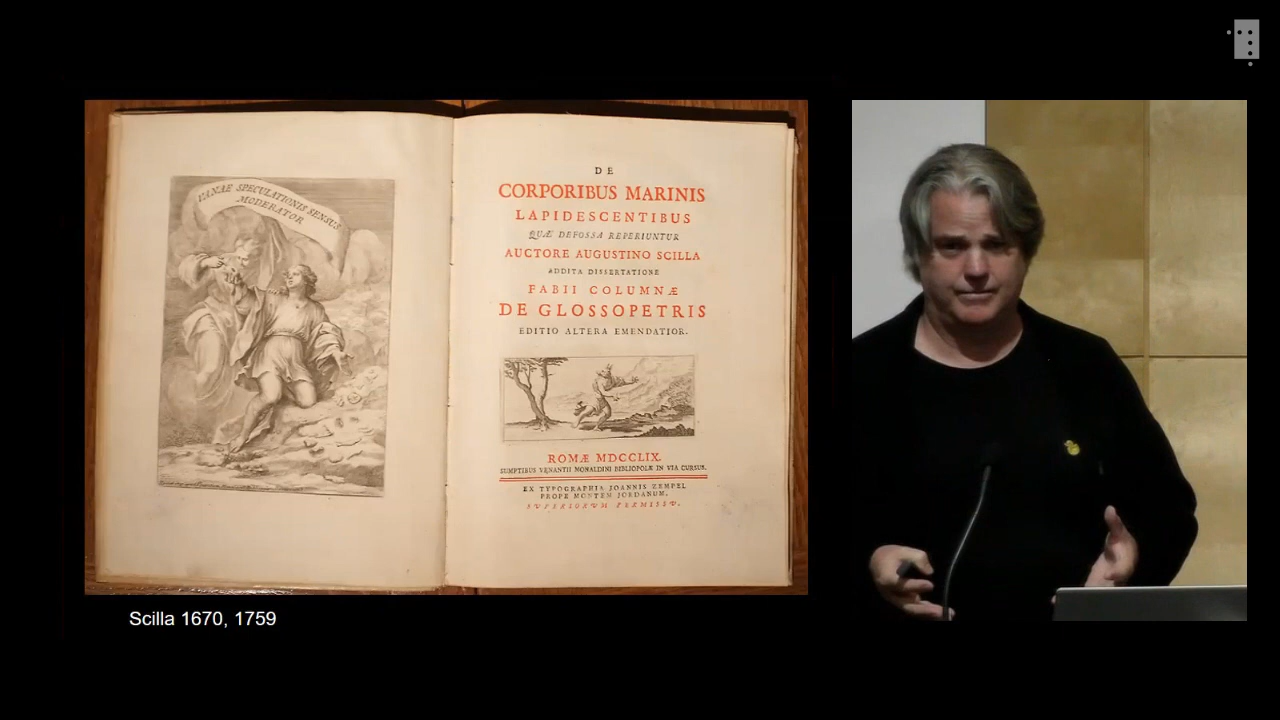 VANAE SPECULATIONIS SENSUS
MODERATOR
DE
CORPORIBUS MARINIS
LAPIDESCENTIBUS
QUÆ DEFOSSA REPERIUNTUR
AUCTORE AUGUSTINO SCILLA
ADDITA DISSERTATIONE
FABII COLUMNÆ
DE GLOSSOPETRIS
EDITIO ALTERA EMENDATIOR.
ROMÆ MDCCLIX.
SUMPTIBUS VENANTII MONALDINI BIBLIOPOLÆ IN VIA CURSUS.
EX TYPOGRAPHIA JOANNIS ZEMPEL
PROPE MONTEM JORDANUM.
SUPERIORUM PERMISSU.
Scilla 1670, 1759